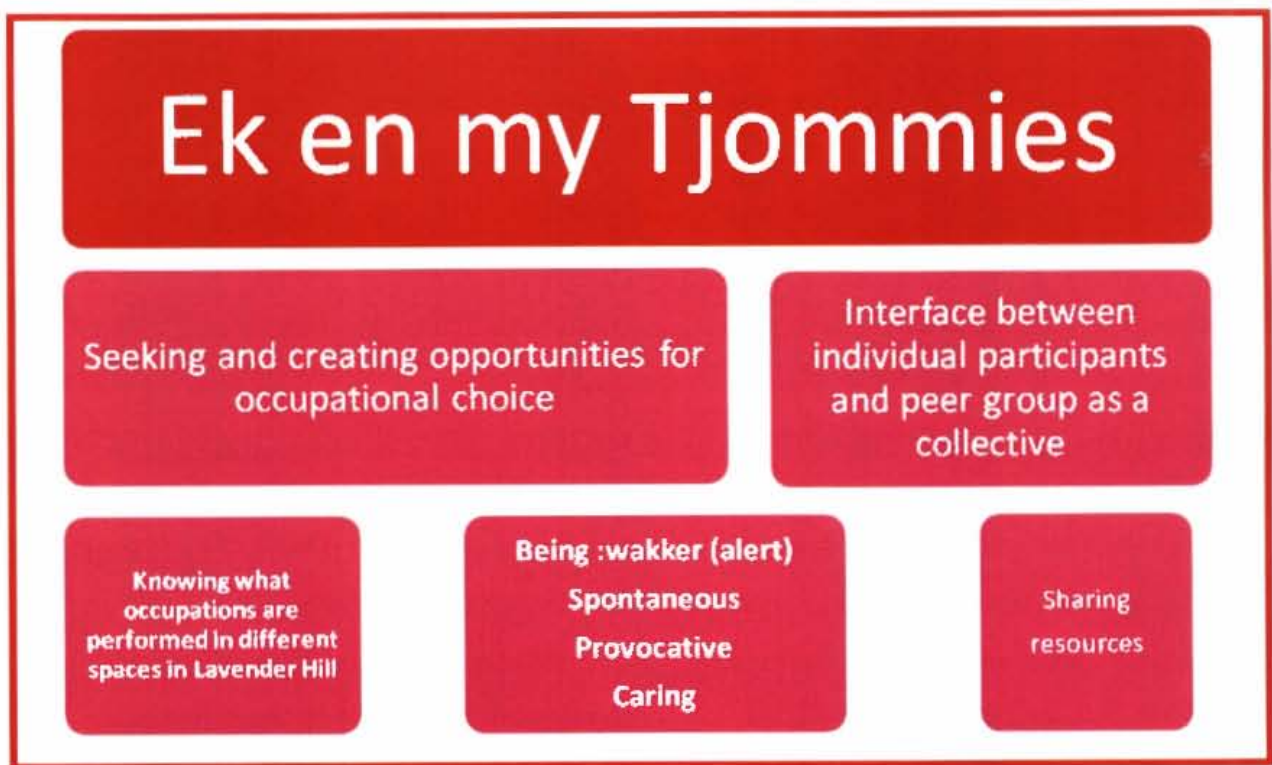 Ek en my Tjommies
Seeking and creating opportunities for
occupational choice
Interface between
individual participants
and peer group as a
collective
Knowing what
occupations are
performed in different
spaces in Lavender Hill
Being :wakker (alert)
Spontaneous
Provocative
Caring
Sharing
resources